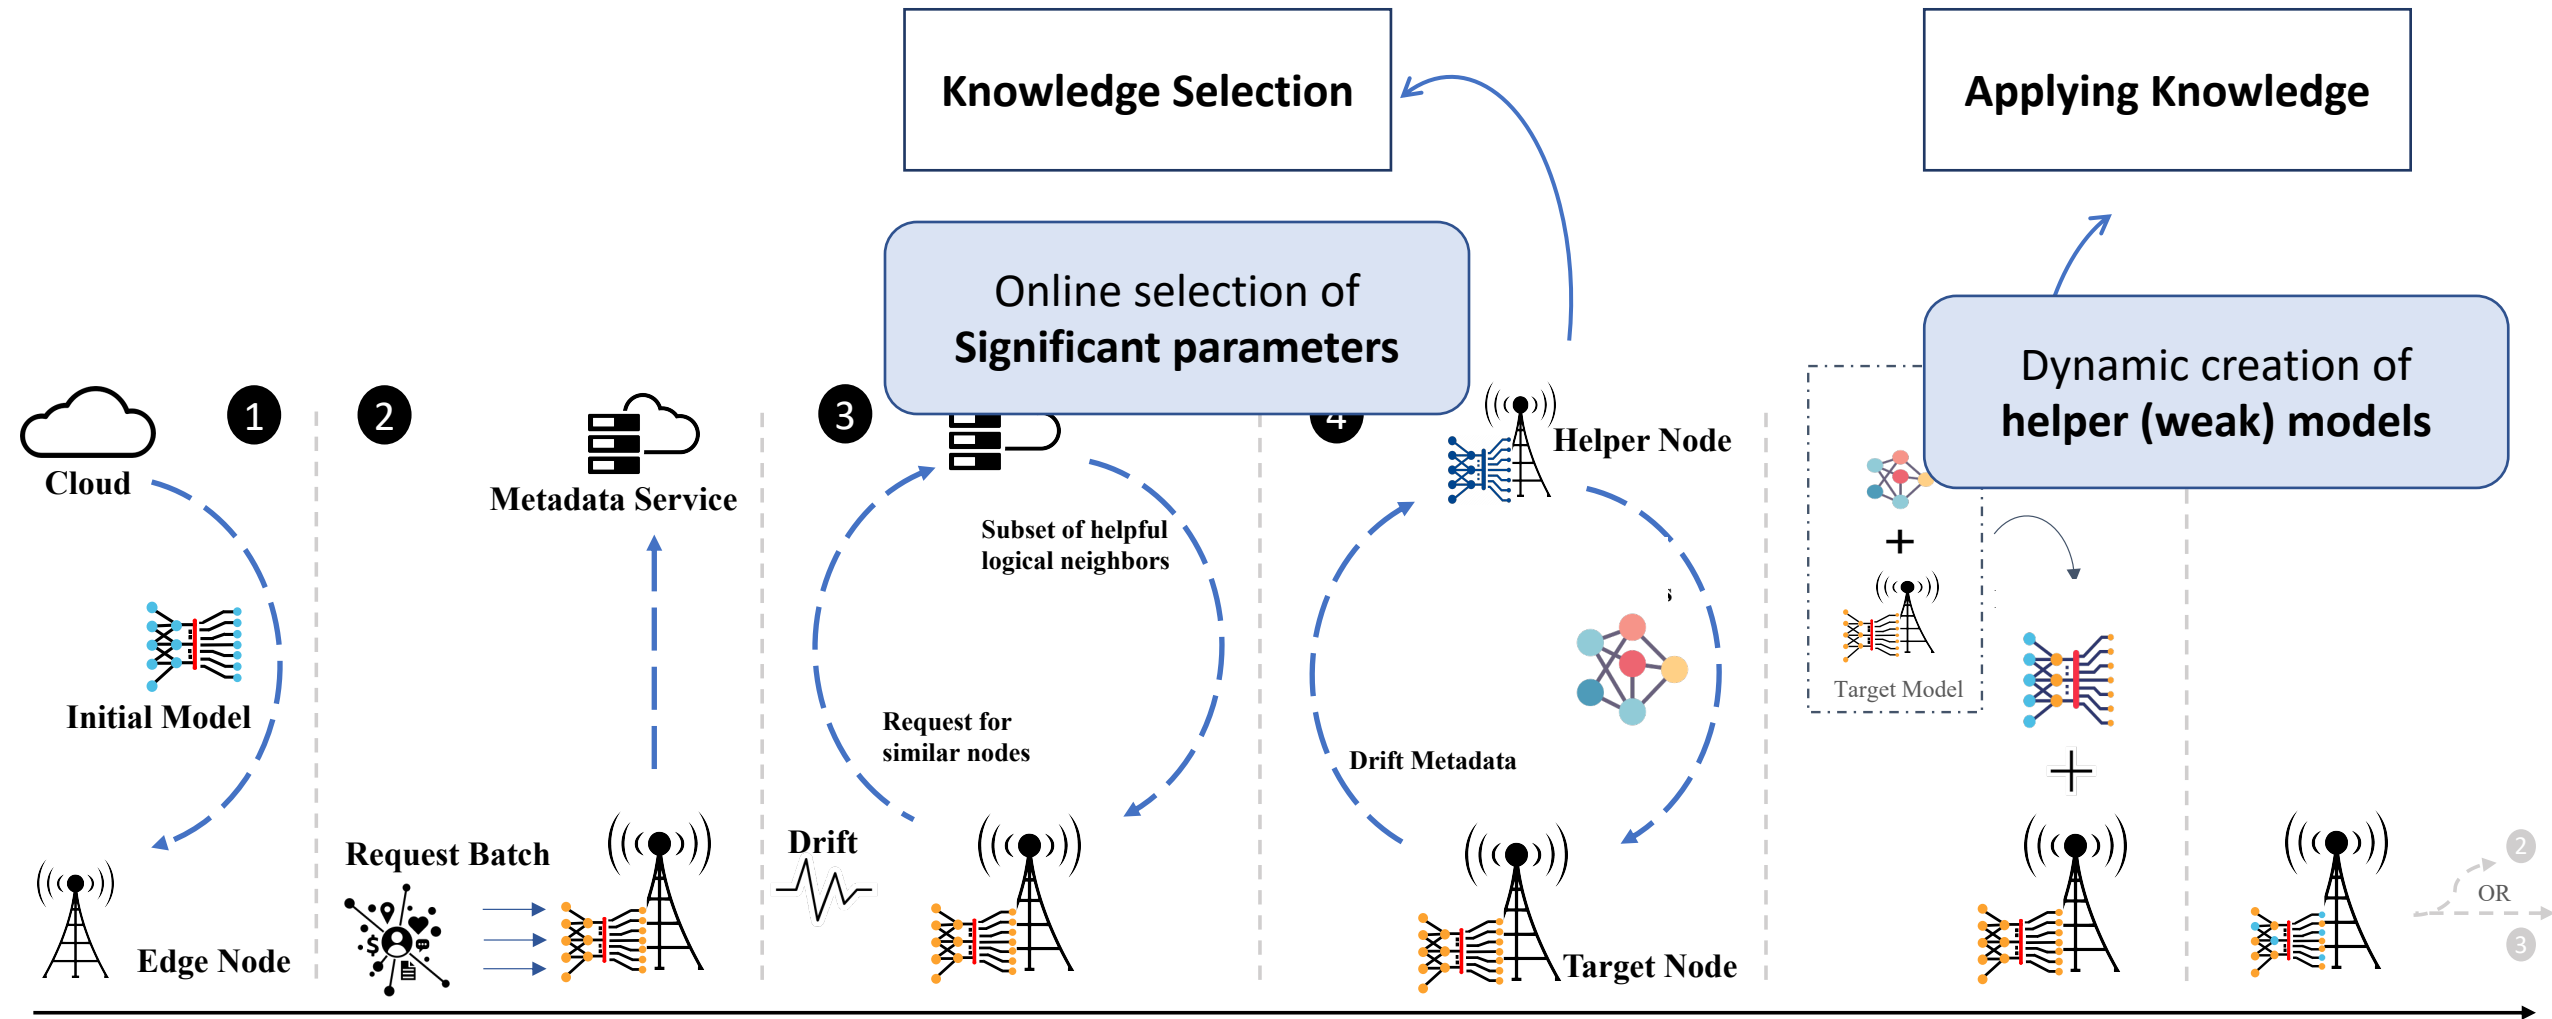 Knowledge Selection
Applying Knowledge
Online selection of
Significant parameters
Dynamic creation of
helper (weak) models
1
2
3
4
Cloud
Metadata Service
Helper Node
Subset of helpful
logical neighbors
Initial Model
Request for
similar nodes
Drift Metadata
Target Model
Request Batch
Drift
Edge Node
Target Node
$
2
OR
3